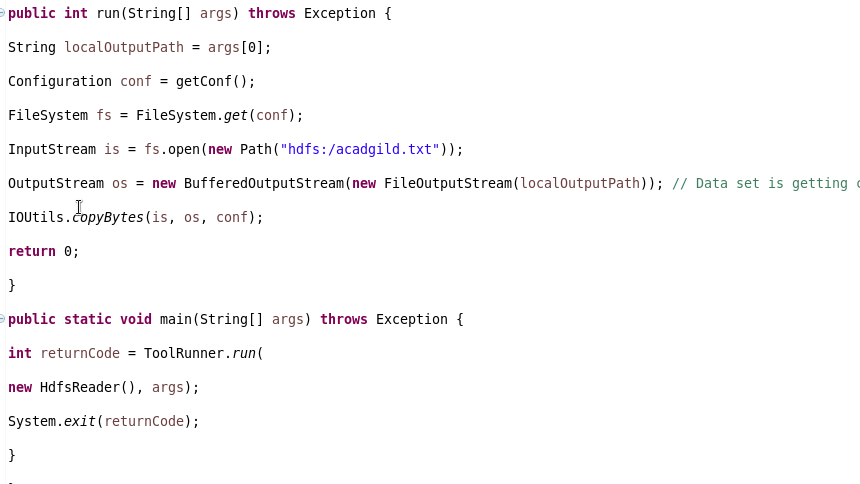 public int run(String[] args) throws Exception {
String localOutputPath = args[0];
Configuration conf = getConf();
FileSystem fs = FileSystem.get(conf);
InputStream is = fs.open(new Path("hdfs:/acadgild.txt"));
OutputStream os = new BufferedOutputStream(new FileOutputStream(localOutputPath)); // Data set is getting
IOUtils.copyBytes(is, os, conf);
return 0;
}
public static void main(String[] args) throws Exception {
int returnCode = ToolRunner.run(
new HdfsReader(), args);
System.exit(returnCode);
}